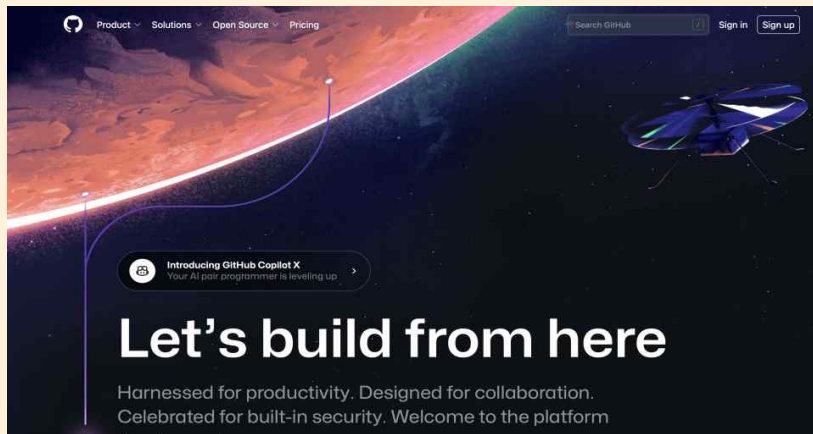 Product Solutions Open Source Pricing Search GitHub / Sign in Sign up
Introducing GitHub Copilot X
Your AI pair programmer is leveling up
Let's build from here
Harnessed for productivity. Designed for collaboration.
Celebrated for built-in security. Welcome to the platform